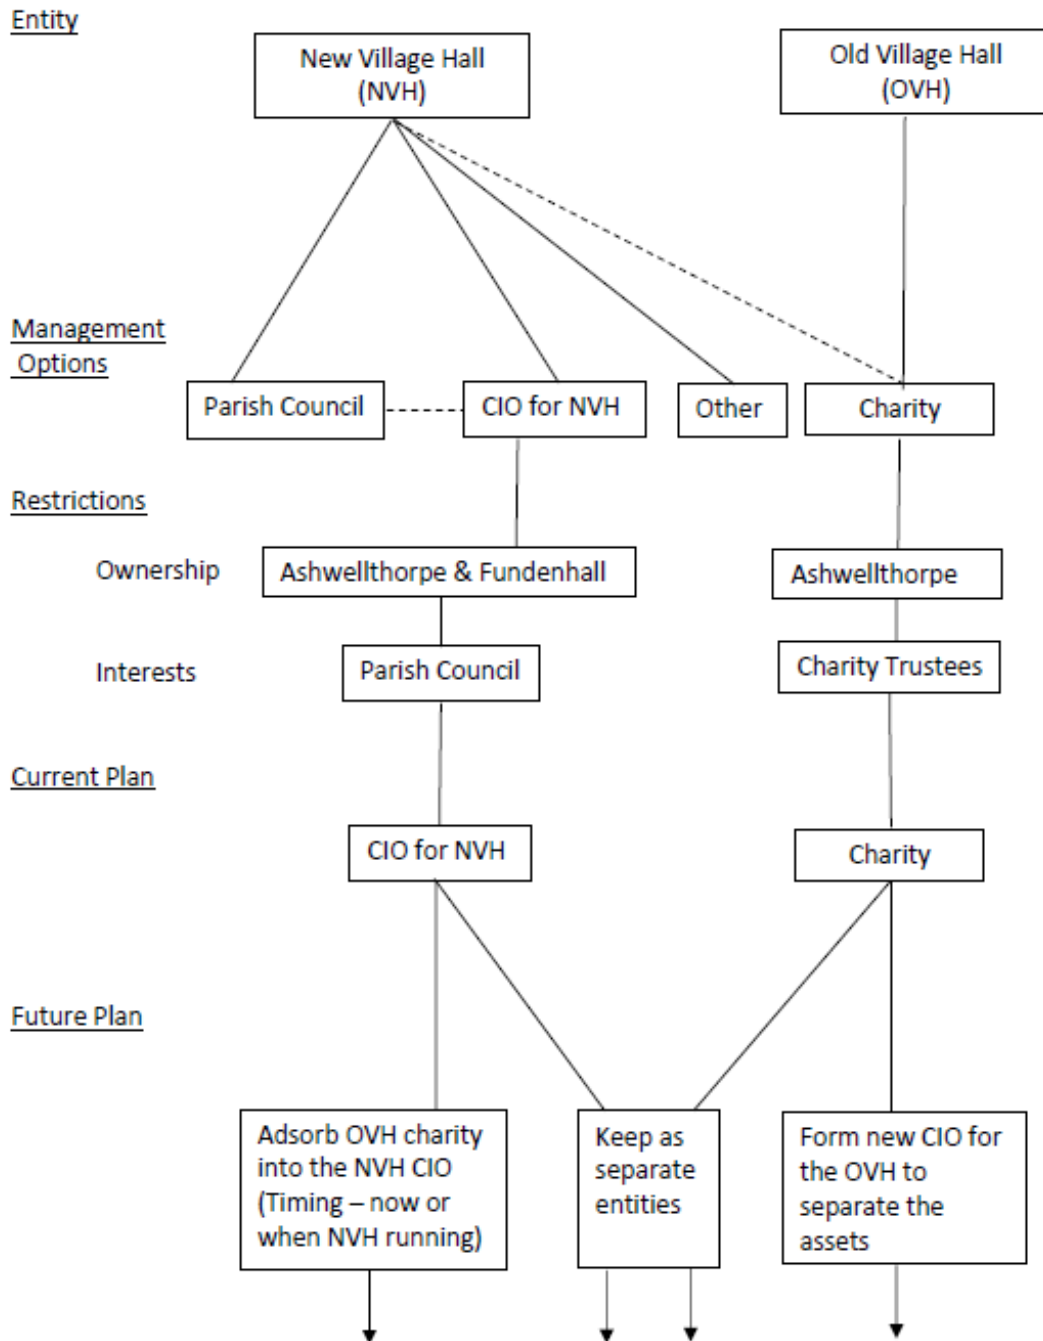 Entity
New Village Hall
(NVH)
Old Village Hall
(OVH)
Management
Options
Parish Council
CIO for NVH
Other
Charity
Restrictions
Ownership
Ashwellthorpe & Fundenhall
Ashwellthorpe
Interests
Parish Council
Charity Trustees
Current Plan
CIO for NVH
Charity
Future Plan
Adsorb OVH charity
into the NVH CIO
(Timing – now or
when NVH running)
Keep as
separate
entities
Form new CIO for
the OVH to
separate the
assets